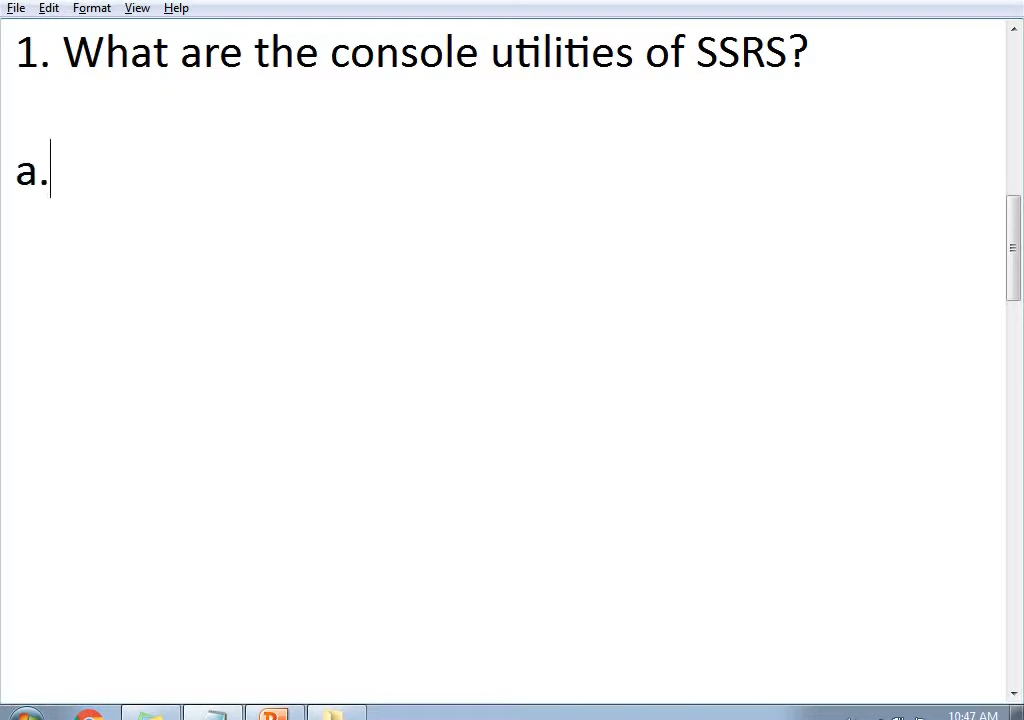 File Edit Format View Help
1. What are the console utilities of SSRS?
a.
10:47 AM